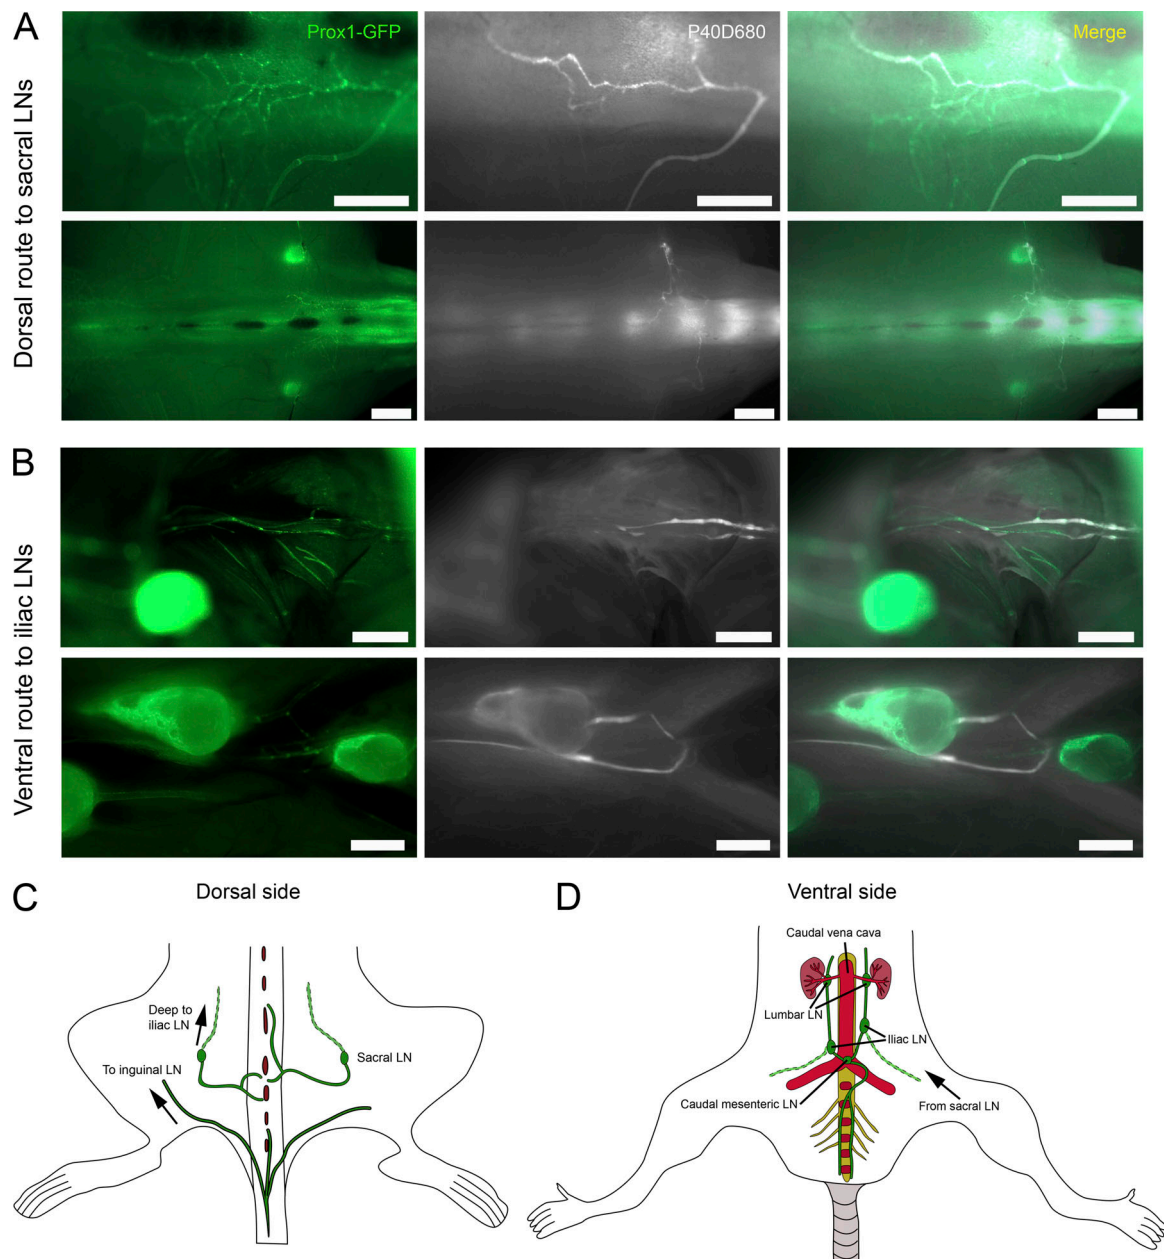 A
Prox1-GFP
P40D680
Merge
Dorsal route to sacral LNs
B
Ventral route to iliac LNs
C
Dorsal side
Deep to
iliac LN
To inguinal LN
Sacral LN
D
Ventral side
Caudal vena cava
Lumbar LN
Iliac LN
Caudal mesenteric LN
From sacral LN